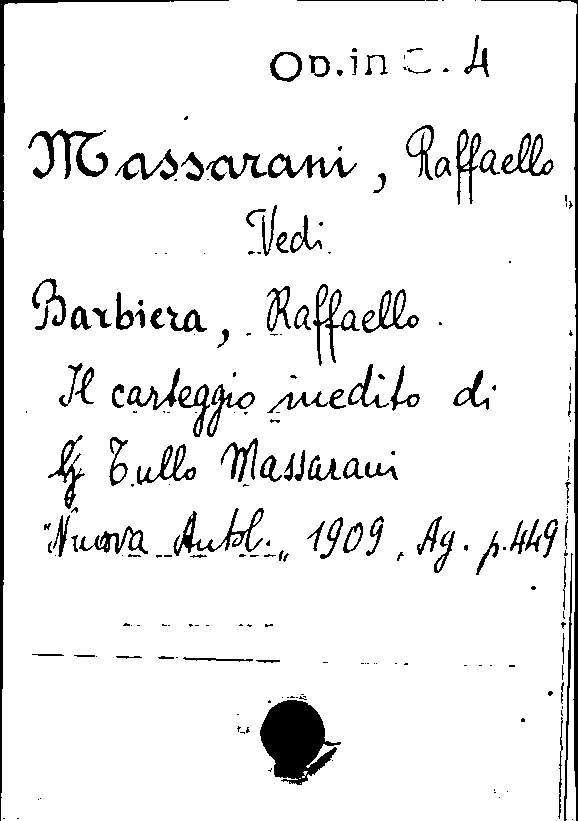 Op. in C. 4
Massarani, Raffaello
Vedi
Barbiera, Raffaello.
Il carteggio inedito di
Tullo Massarani
"Nuova Antol.„ 1909, Ag. p. 449